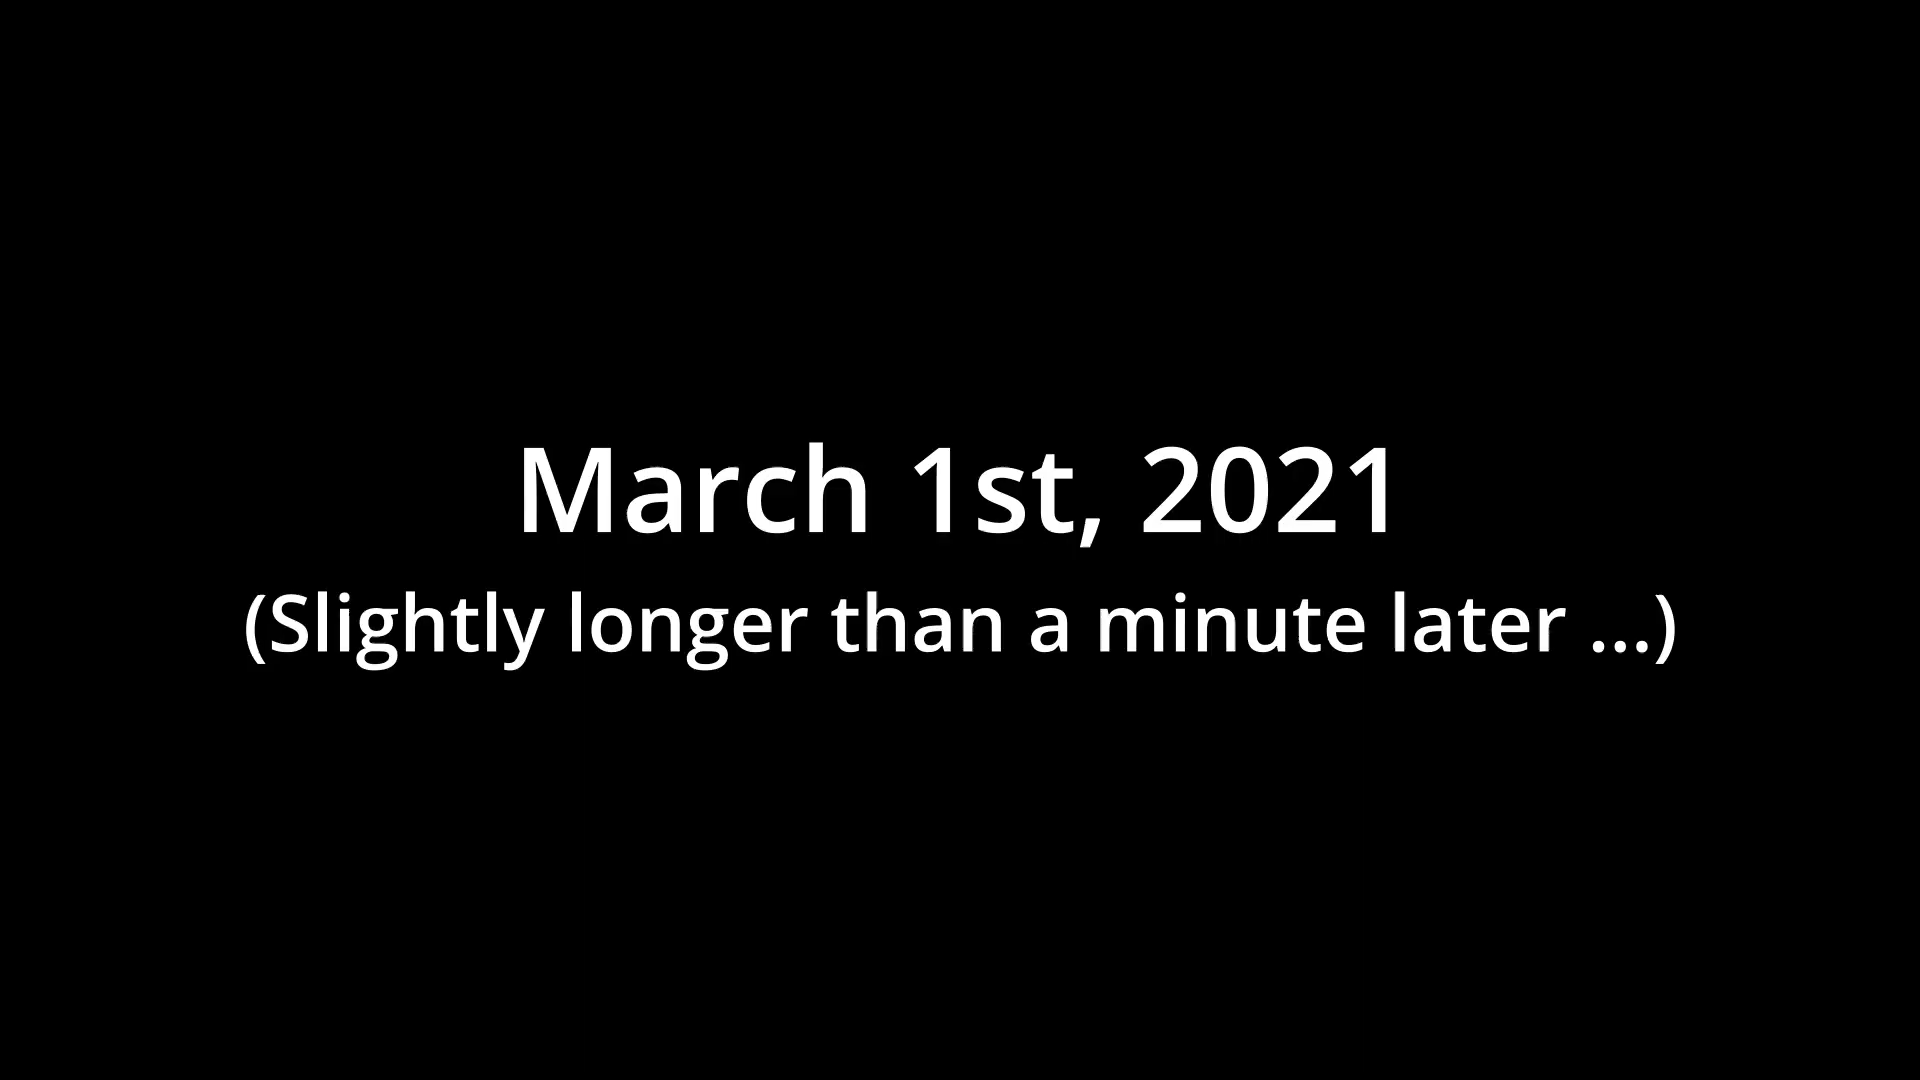 March 1st, 2021
(Slightly longer than a minute later ...)